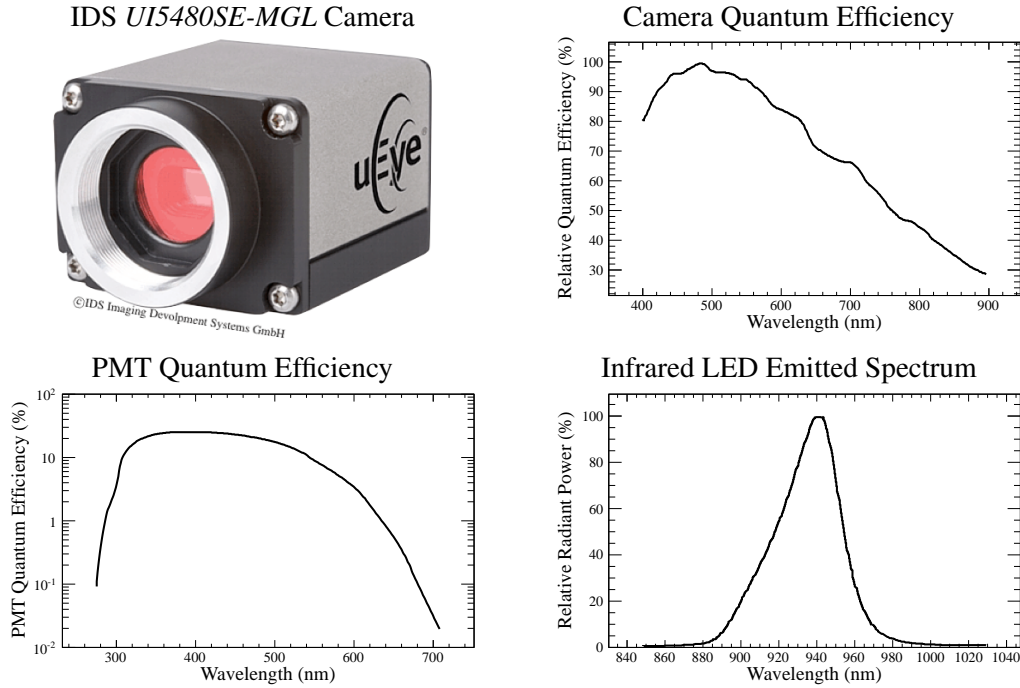 IDS UI5480SE-MGL Camera
uEye®
©IDS Imaging Devolpment Systems GmbH
Camera Quantum Efficiency
Relative Quantum Efficiency (%)
100
90
80
70
60
50
40
30
400 500 600 700 800 900
Wavelength (nm)
PMT Quantum Efficiency
PMT Quantum Efficiency (%)
10²
10
1
10⁻¹
10⁻²
300 400 500 600 700
Wavelength (nm)
Infrared LED Emitted Spectrum
Relative Radiant Power (%)
100
80
60
40
20
0
840 860 880 900 920 940 960 980 1000 1020 1040
Wavelength (nm)